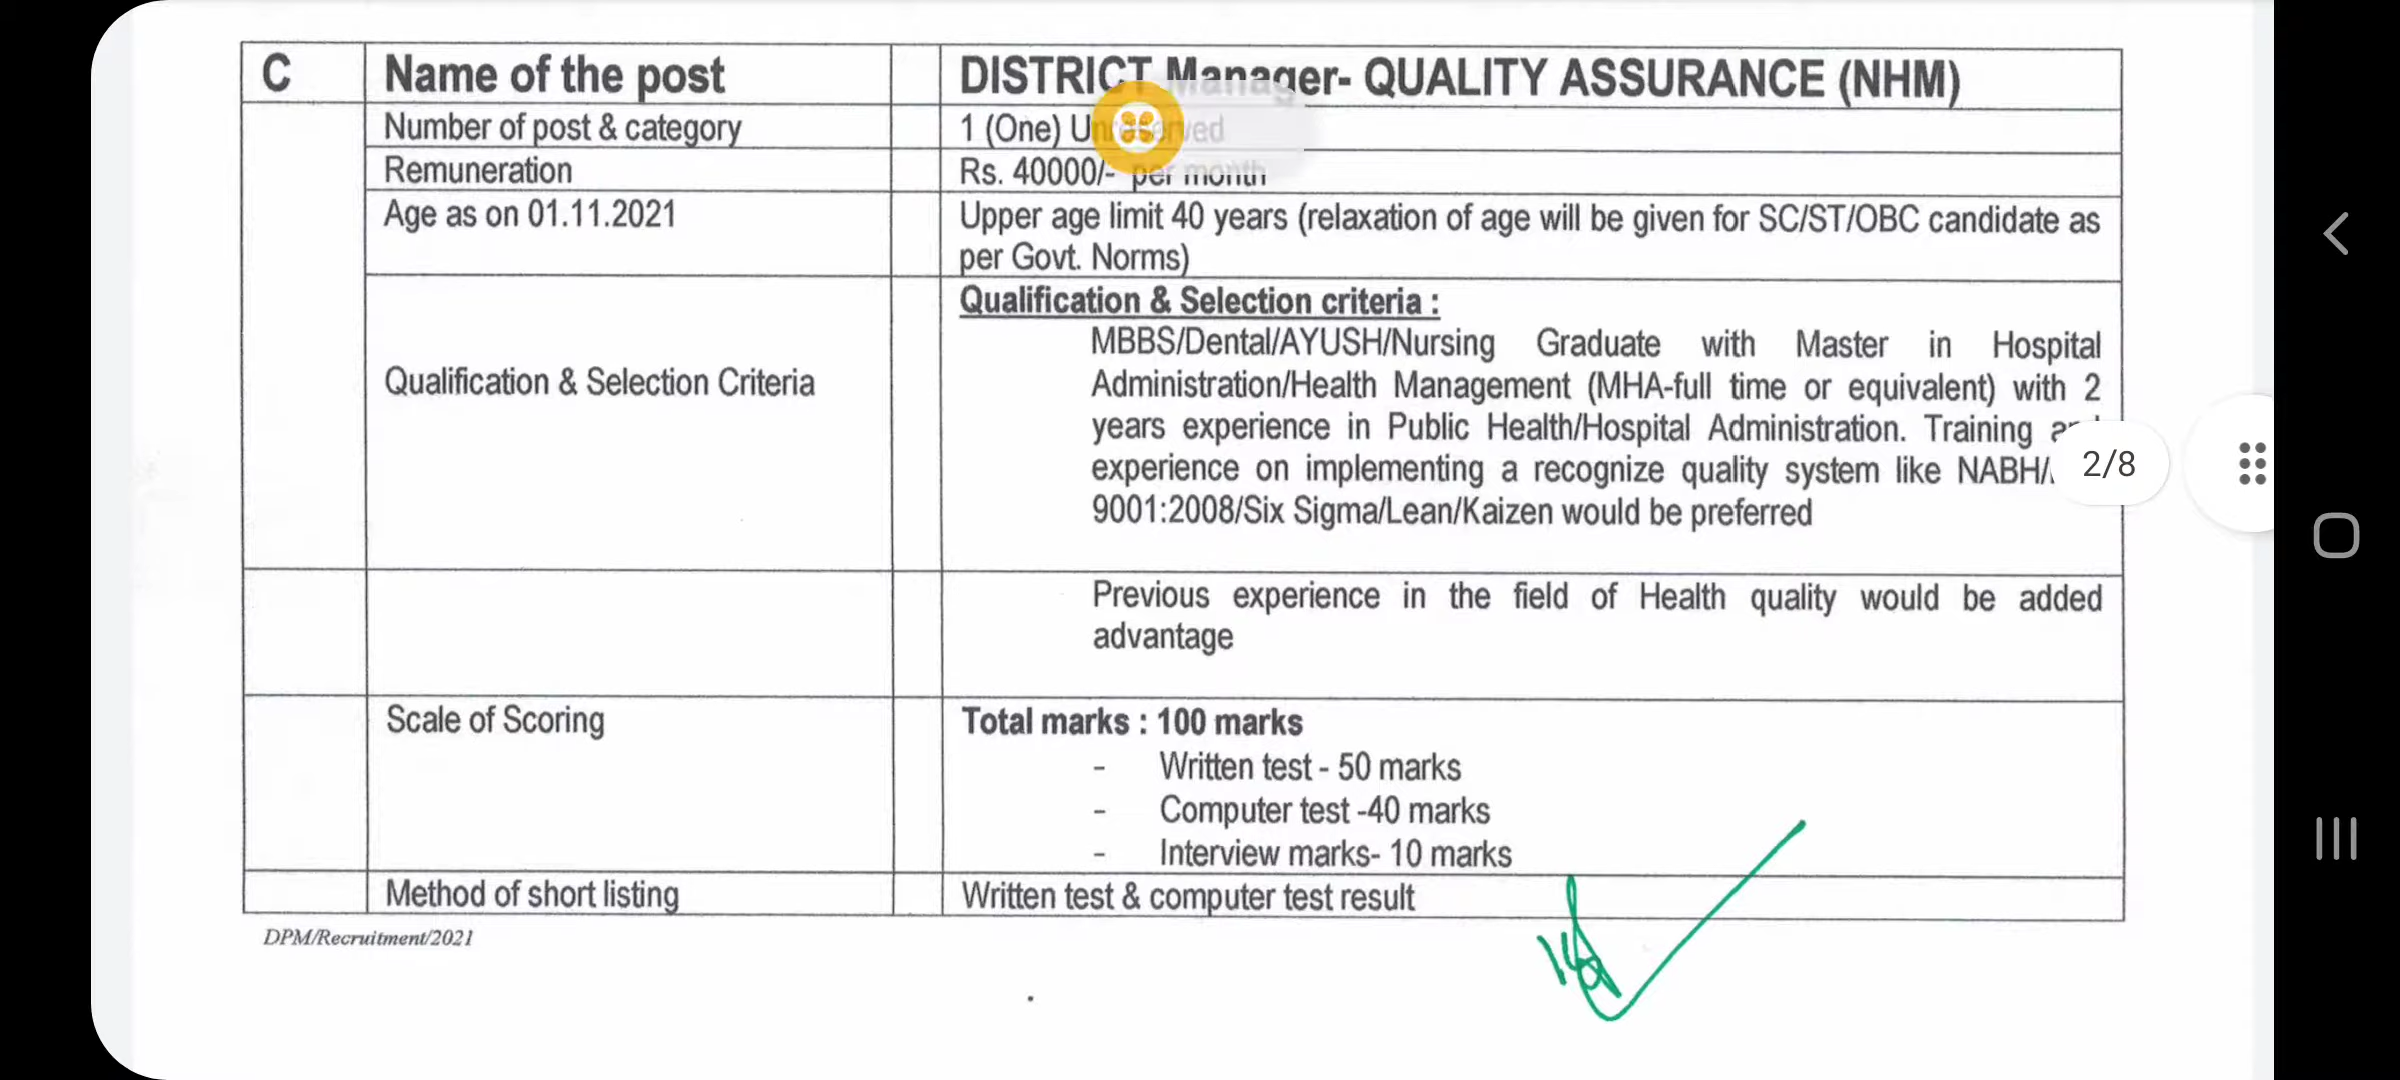 C Name of the post DISTRICT Manager- QUALITY ASSURANCE (NHM)
Number of post & category 1 (One) Unreserved
Remuneration Rs. 40000/- per month
Age as on 01.11.2021 Upper age limit 40 years (relaxation of age will be given for SC/ST/OBC candidate as
per Govt. Norms)
Qualification & Selection Criteria
Qualification & Selection criteria :
MBBS/Dental/AYUSH/Nursing Graduate with Master in Hospital
Administration/Health Management (MHA-full time or equivalent) with 2
years experience in Public Health/Hospital Administration. Training and
experience on implementing a recognize quality system like NABH/
9001:2008/Six Sigma/Lean/Kaizen would be preferred
2/8
Previous experience in the field of Health quality would be added
advantage
Scale of Scoring Total marks : 100 marks
- Written test - 50 marks
- Computer test -40 marks
- Interview marks- 10 marks
Method of short listing Written test & computer test result
DPM/Recruitment/2021